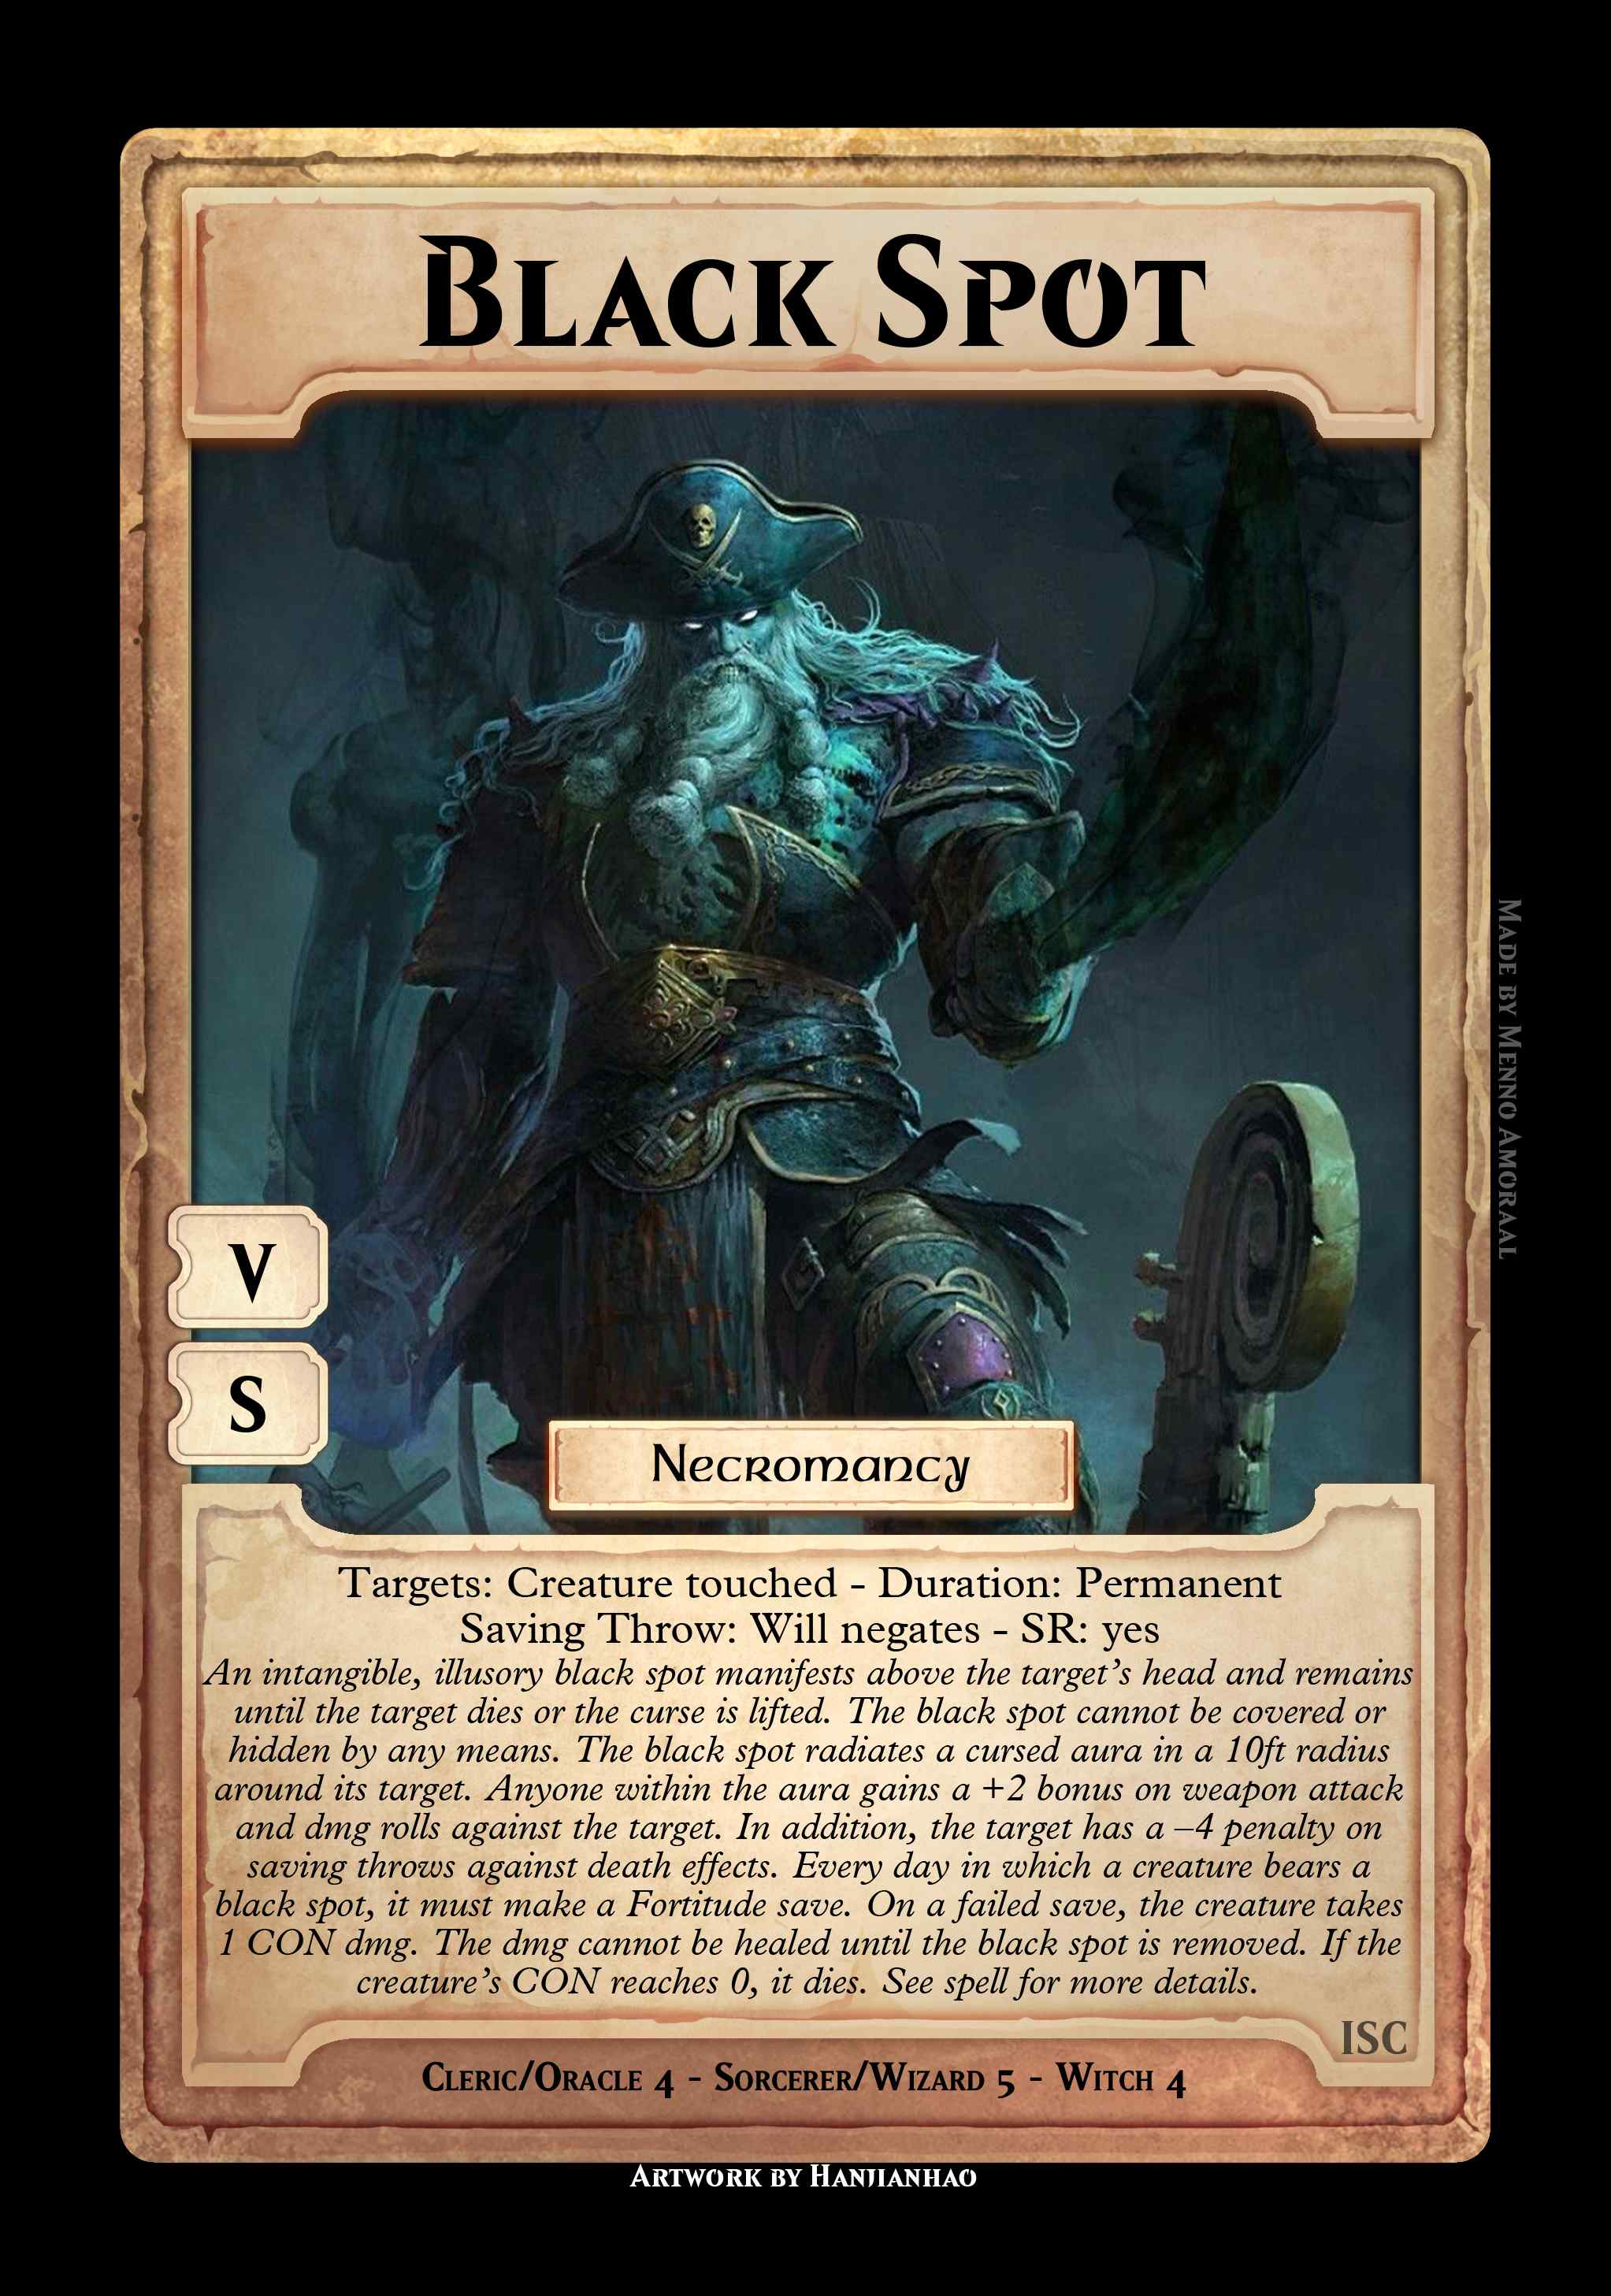 Black Spot
V
S
Necromancy
Targets: Creature touched - Duration: Permanent
Saving Throw: Will negates - SR: yes
An intangible, illusory black spot manifests above the target's head and remains
until the target dies or the curse is lifted. The black spot cannot be covered or
hidden by any means. The black spot radiates a cursed aura in a 10ft radius
around its target. Anyone within the aura gains a +2 bonus on weapon attack
and dmg rolls against the target. In addition, the target has a –4 penalty on
saving throws against death effects. Every day in which a creature bears a
black spot, it must make a Fortitude save. On a failed save, the creature takes
1 CON dmg. The dmg cannot be healed until the black spot is removed. If the
creature's CON reaches 0, it dies. See spell for more details.
ISC
Cleric/Oracle 4 - Sorcerer/Wizard 5 - Witch 4
Artwork by Hanjianhao
Made by Menno Amoraal